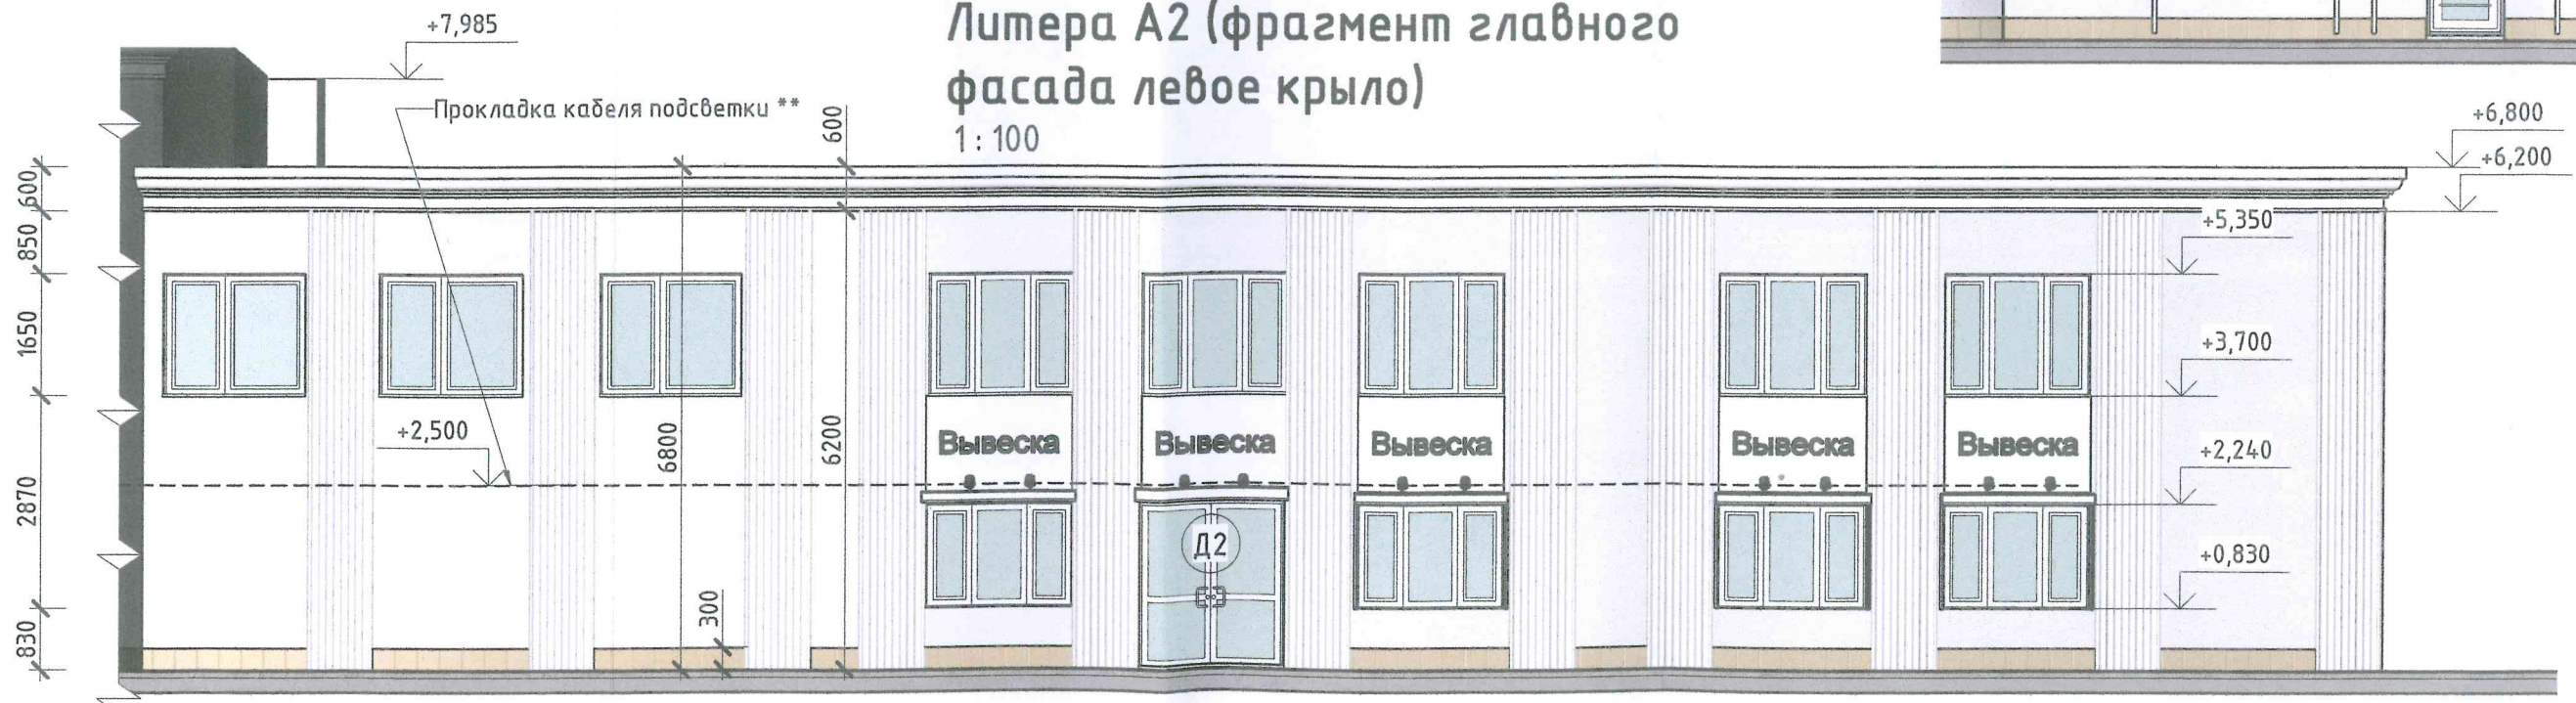 Литера А2 (фрагмент главного
фасада левое крыло)
1 : 100
+7,985
Прокладка кабеля подсветки **
600
+6,800
+6,200
600
850
1650
2870
830
+5,350
+3,700
+2,240
+0,830
+2,500
6800
6200
300
Вывеска Вывеска Вывеска Вывеска Вывеска
Д2